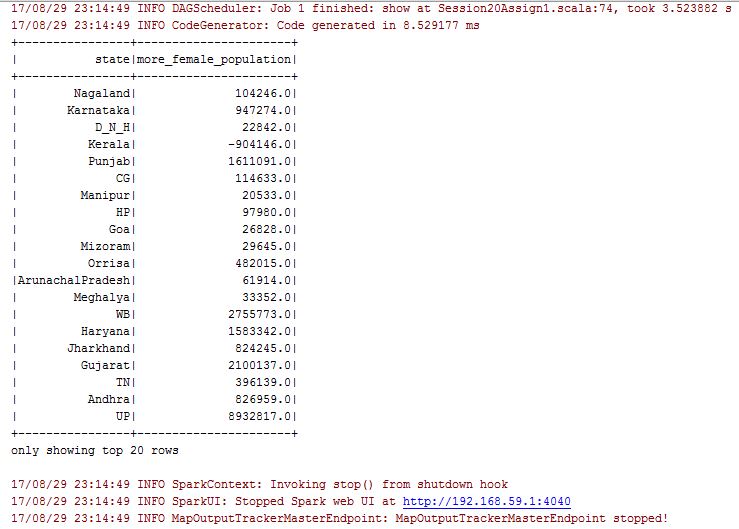 17/08/29 23:14:49 INFO DAGScheduler: Job 1 finished: show at Session20Assign1.scala:74, took 3.523882 s
17/08/29 23:14:49 INFO CodeGenerator: Code generated in 8.529177 ms
+----------------+----------------------+
|           state|more_female_population|
+----------------+----------------------+
|        Nagaland|              104246.0|
|       Karnataka|              947274.0|
|           D_N_H|               22842.0|
|          Kerala|             -904146.0|
|          Punjab|             1611091.0|
|              CG|              114633.0|
|         Manipur|               20533.0|
|              HP|               97980.0|
|             Goa|               26828.0|
|         Mizoram|               29645.0|
|          Orrisa|              482015.0|
|ArunachalPradesh|               61914.0|
|        Meghalya|               33352.0|
|              WB|             2755773.0|
|         Haryana|             1583342.0|
|       Jharkhand|              824245.0|
|         Gujarat|             2100137.0|
|              TN|              396139.0|
|          Andhra|              826959.0|
|              UP|             8932817.0|
+----------------+----------------------+
only showing top 20 rows
17/08/29 23:14:49 INFO SparkContext: Invoking stop() from shutdown hook
17/08/29 23:14:49 INFO SparkUI: Stopped Spark web UI at http://192.168.59.1:4040
17/08/29 23:14:49 INFO MapOutputTrackerMasterEndpoint: MapOutputTrackerMasterEndpoint stopped!